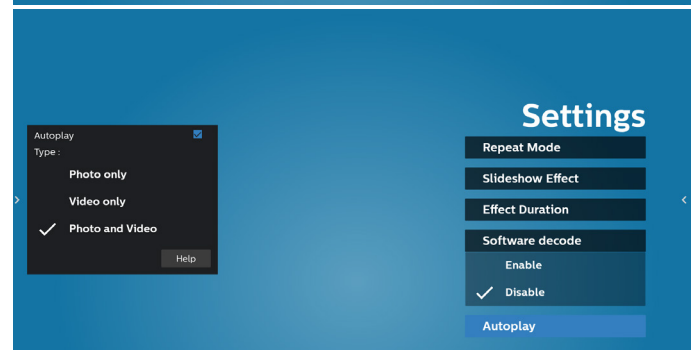 Autoplay
Type :
Photo only
Video only
Photo and Video
Help
Settings
Repeat Mode
Slideshow Effect
Effect Duration
Software decode
Enable
Disable
Autoplay